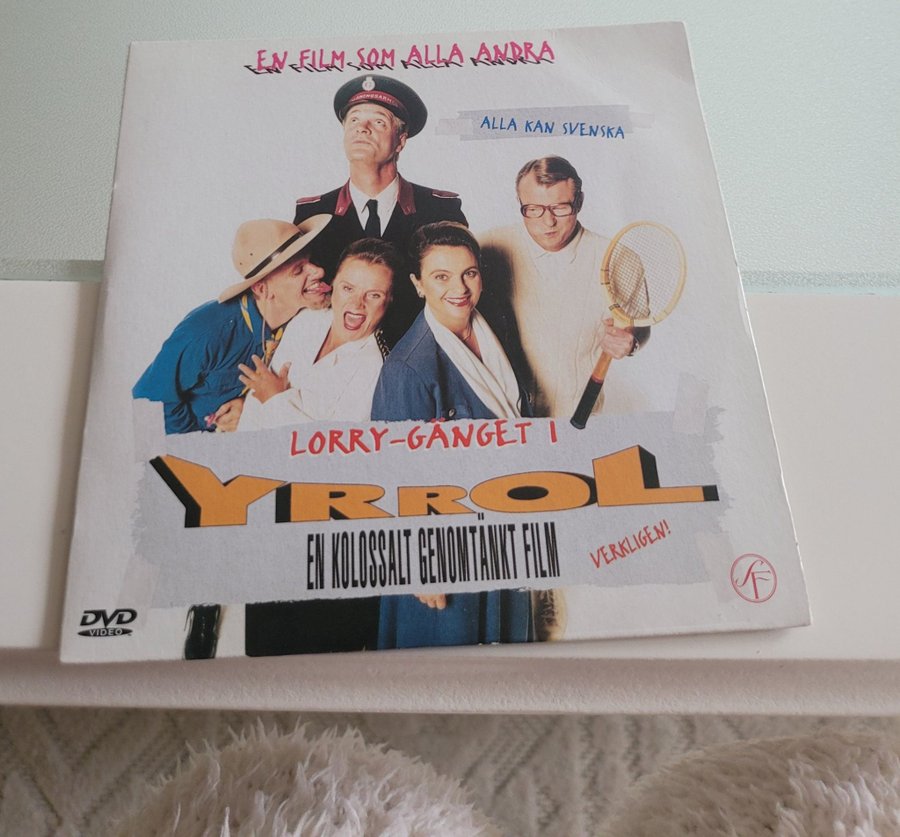 EN FILM SOM ALLA ANDRA
ALLA KAN SVENSKA
LORRY-GÄNGET I
YRROL
EN KOLOSSALT GENOMTÄNKT FILM
VERKLIGEN!
SF
DVD
VIDEO